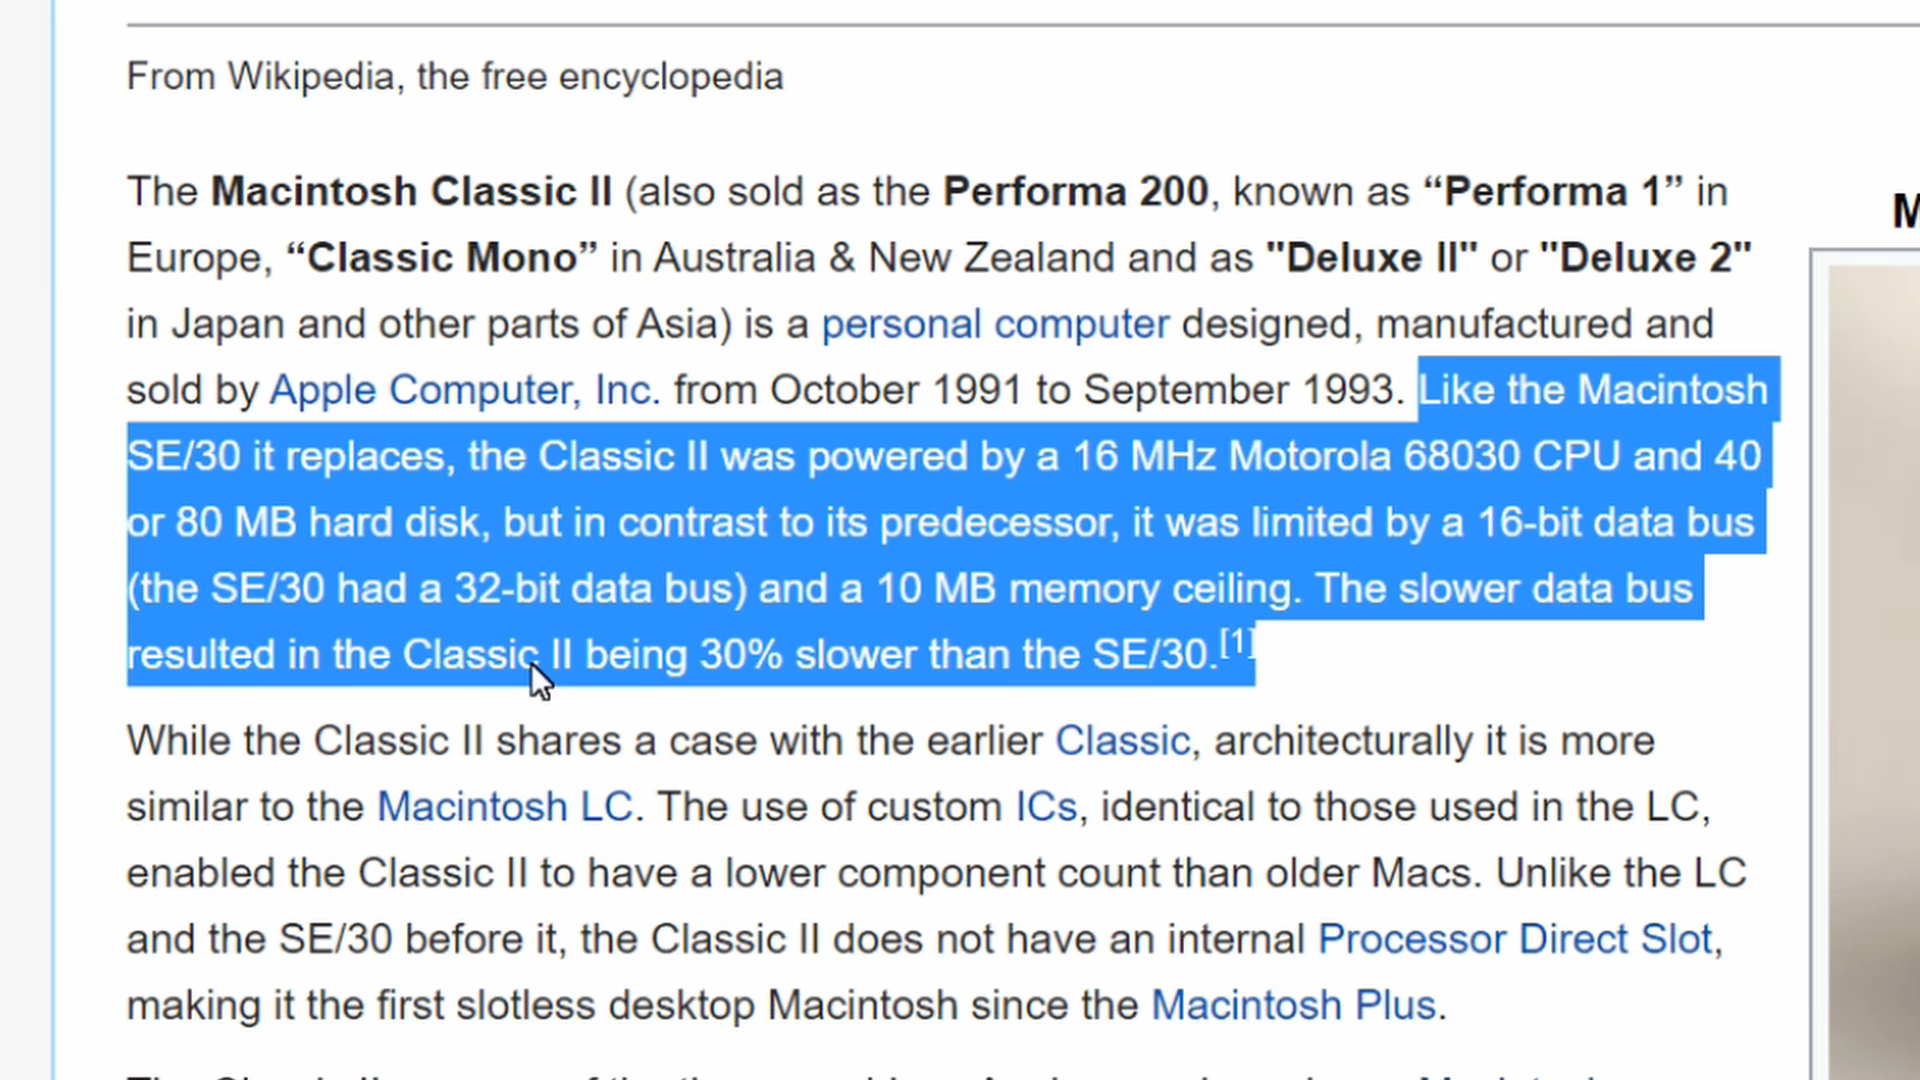 From Wikipedia, the free encyclopedia
The Macintosh Classic II (also sold as the Performa 200, known as “Performa 1” in
Europe, “Classic Mono” in Australia & New Zealand and as "Deluxe II" or "Deluxe 2"
in Japan and other parts of Asia) is a personal computer designed, manufactured and
sold by Apple Computer, Inc. from October 1991 to September 1993. Like the Macintosh
SE/30 it replaces, the Classic II was powered by a 16 MHz Motorola 68030 CPU and 40
or 80 MB hard disk, but in contrast to its predecessor, it was limited by a 16-bit data bus
(the SE/30 had a 32-bit data bus) and a 10 MB memory ceiling. The slower data bus
resulted in the Classic II being 30% slower than the SE/30.[1]
While the Classic II shares a case with the earlier Classic, architecturally it is more
similar to the Macintosh LC. The use of custom ICs, identical to those used in the LC,
enabled the Classic II to have a lower component count than older Macs. Unlike the LC
and the SE/30 before it, the Classic II does not have an internal Processor Direct Slot,
making it the first slotless desktop Macintosh since the Macintosh Plus.